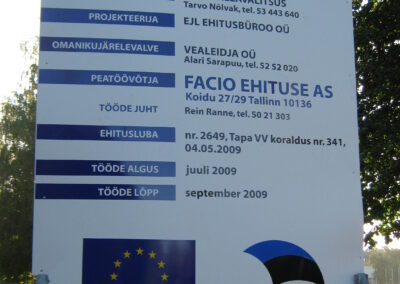 Tarvo Nõlvak, tel. 53 443 640
PROJEKTEERIJA EJL EHITUSBÜROO OÜ
OMANIKUJÄRELEVALVE VEALEIDJA OÜ
Alari Sarapuu, tel. 52 52 020
PEATÖÖVÕTJA FACIO EHITUSE AS
Koidu 27/29 Tallinn 10136
TÖÖDE JUHT Rein Ranne, tel. 50 21 303
EHITUSLUBA nr. 2649, Tapa VV koraldus nr. 341,
04.05.2009
TÖÖDE ALGUS juuli 2009
TÖÖDE LÕPP september 2009